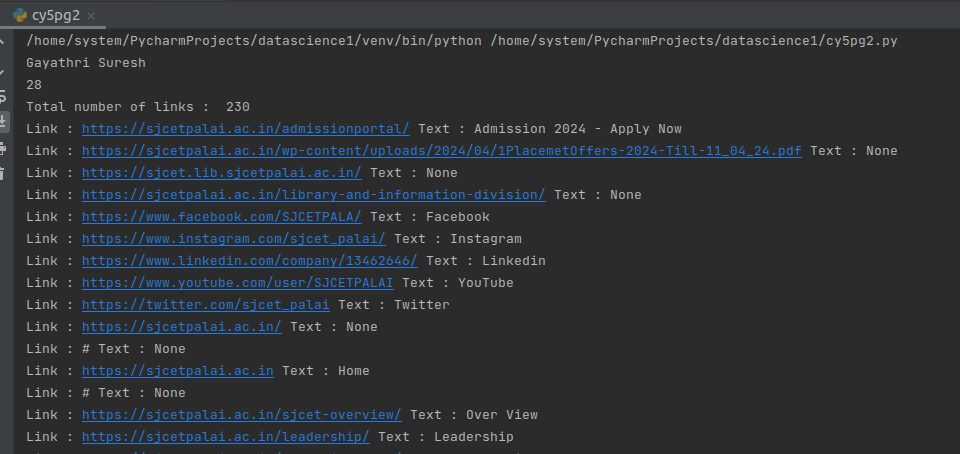 cy5pg2
/home/system/PycharmProjects/datascience1/venv/bin/python /home/system/PycharmProjects/datascience1/cy5pg2.py
Gayathri Suresh
28
Total number of links :  230
Link : https://sjcetpalai.ac.in/admissionportal/ Text : Admission 2024 - Apply Now
Link : https://sjcetpalai.ac.in/wp-content/uploads/2024/04/1PlacemetOffers-2024-Till-11_04_24.pdf Text : None
Link : https://sjcet.lib.sjcetpalai.ac.in/ Text : None
Link : https://sjcetpalai.ac.in/library-and-information-division/ Text : None
Link : https://www.facebook.com/SJCETPALA/ Text : Facebook
Link : https://www.instagram.com/sjcet_palai/ Text : Instagram
Link : https://www.linkedin.com/company/13462646/ Text : Linkedin
Link : https://www.youtube.com/user/SJCETPALAI Text : YouTube
Link : https://twitter.com/sjcet_palai Text : Twitter
Link : https://sjcetpalai.ac.in/ Text : None
Link : # Text : None
Link : https://sjcetpalai.ac.in Text : Home
Link : # Text : None
Link : https://sjcetpalai.ac.in/sjcet-overview/ Text : Over View
Link : https://sjcetpalai.ac.in/leadership/ Text : Leadership